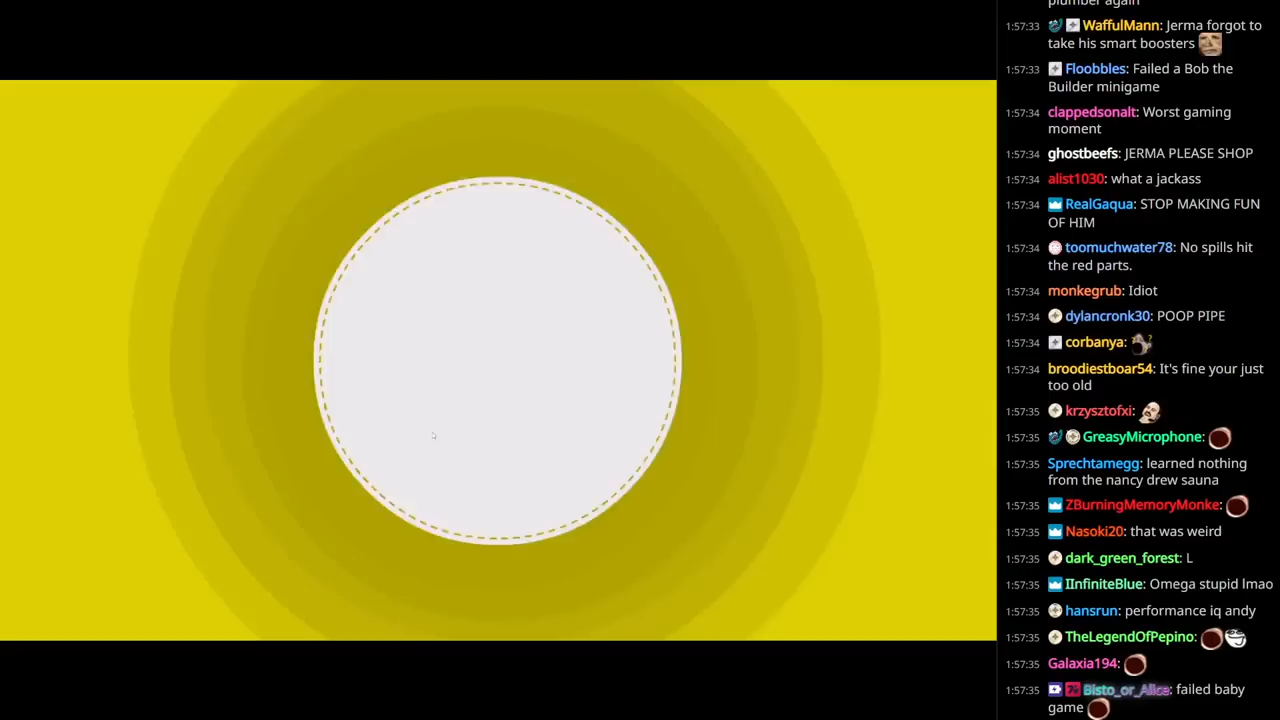 plumber again
1:57:33 WaffulMann: Jerma forgot to
take his smart boosters
1:57:33 Floobbles: Failed a Bob the
Builder minigame
1:57:34 clappedsonalt: Worst gaming
moment
1:57:34 ghostbeefs: JERMA PLEASE SHOP
1:57:34 alist1030: what a jackass
1:57:34 RealGaqua: STOP MAKING FUN
OF HIM
1:57:34 toomuchwater78: No spills hit
the red parts.
1:57:34 monkegrub: Idiot
1:57:34 dylancronk30: POOP PIPE
1:57:34 corbanya:
1:57:34 broodiestboar54: It's fine your just
too old
1:57:35 krzysztofxi:
1:57:35 GreasyMicrophone:
1:57:35 Sprechtamegg: learned nothing
from the nancy drew sauna
1:57:35 ZBurningMemoryMonke:
1:57:35 Nasoki20: that was weird
1:57:35 dark_green_forest: L
1:57:35 IInfiniteBlue: Omega stupid lmao
1:57:35 hansrun: performance iq andy
1:57:35 TheLegendOfPepino:
1:57:35 Galaxia194:
1:57:35 Bisto_or_Alice: failed baby
game